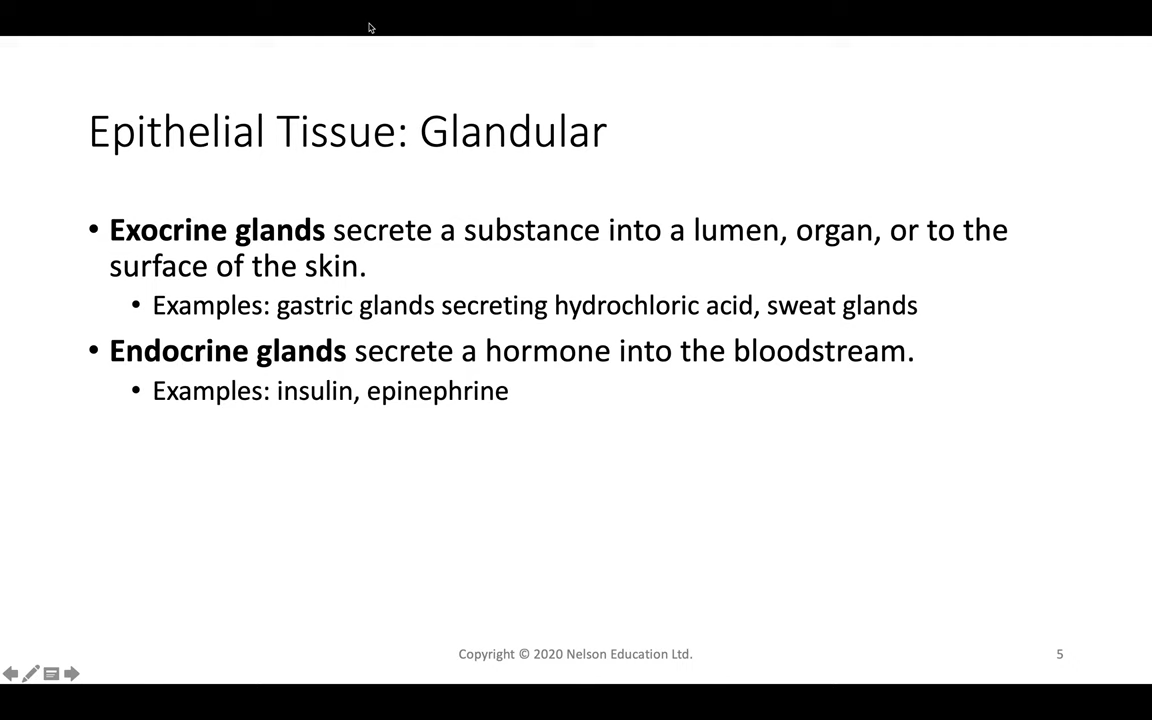 Epithelial Tissue: Glandular
• Exocrine glands secrete a substance into a lumen, organ, or to the
surface of the skin.
• Examples: gastric glands secreting hydrochloric acid, sweat glands
• Endocrine glands secrete a hormone into the bloodstream.
• Examples: insulin, epinephrine
Copyright © 2020 Nelson Education Ltd.
5